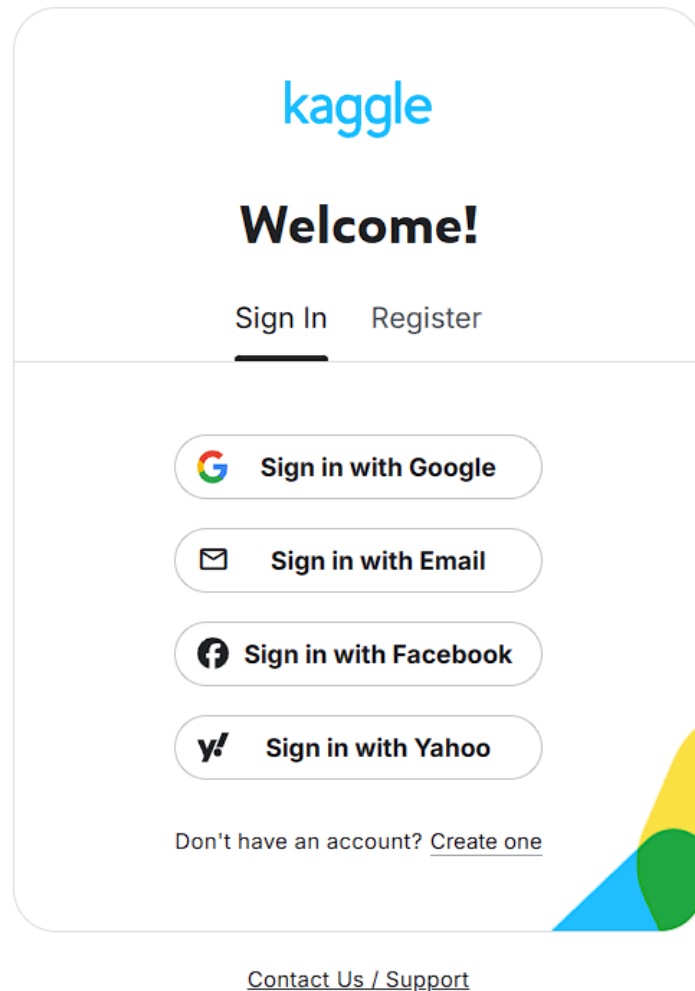 kaggle
Welcome!
Sign In Register
Sign in with Google
Sign in with Email
Sign in with Facebook
y! Sign in with Yahoo
Don't have an account? Create one
Contact Us / Support